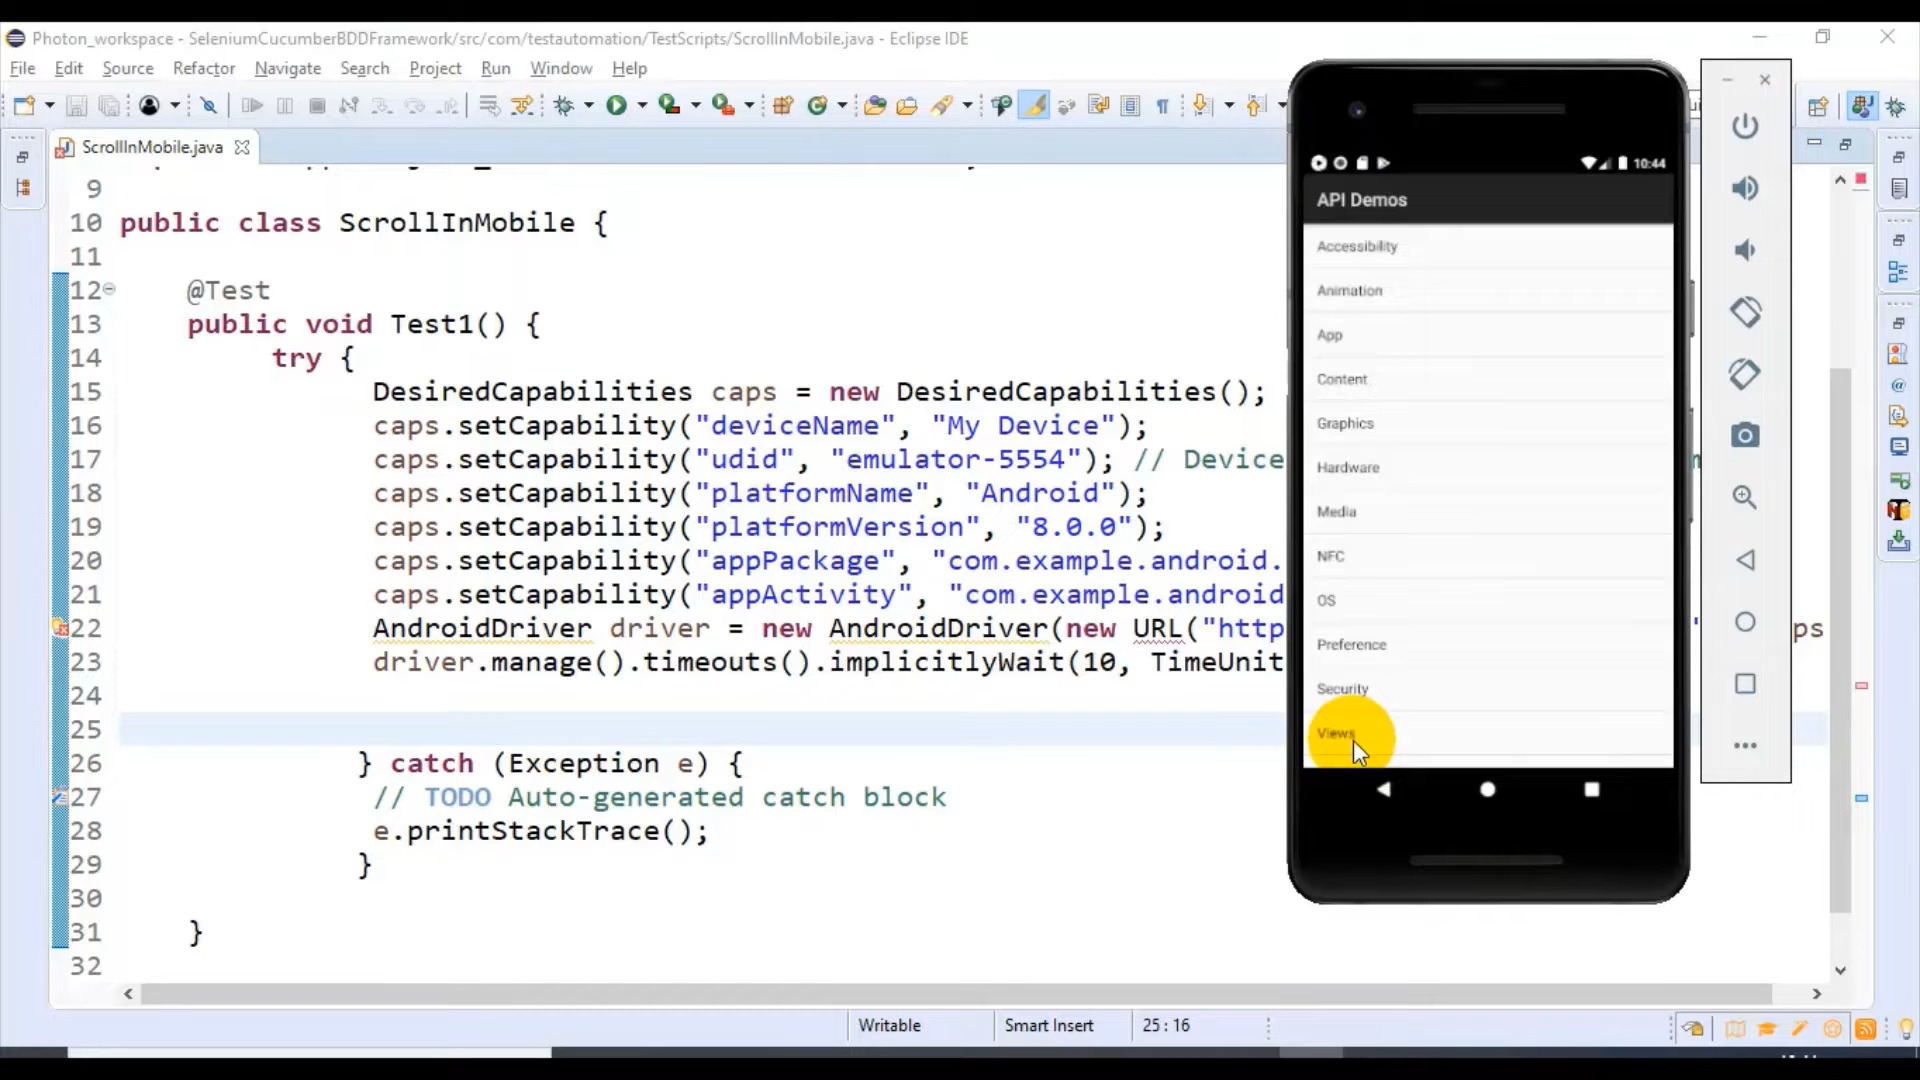 Photon_workspace - SeleniumCucumberBDDFramework/src/com/testautomation/TestScripts/ScrollInMobile.java - Eclipse IDE
File Edit Source Refactor Navigate Search Project Run Window Help
ScrollInMobile.java
9
10 public class ScrollInMobile {
11
12 @Test
13 public void Test1() {
14 try {
15 DesiredCapabilities caps = new DesiredCapabilities();
16 caps.setCapability("deviceName", "My Device");
17 caps.setCapability("udid", "emulator-5554"); // Device
18 caps.setCapability("platformName", "Android");
19 caps.setCapability("platformVersion", "8.0.0");
20 caps.setCapability("appPackage", "com.example.android.
21 caps.setCapability("appActivity", "com.example.android
22 AndroidDriver driver = new AndroidDriver(new URL("http
23 driver.manage().timeouts().implicitlyWait(10, TimeUnit
24
25
26 } catch (Exception e) {
27 // TODO Auto-generated catch block
28 e.printStackTrace();
29 }
30
31 }
32
10:44
API Demos
Accessibility
Animation
App
Content
Graphics
Hardware
Media
NFC
OS
Preference
Security
Views
ps
Writable Smart Insert 25 : 16